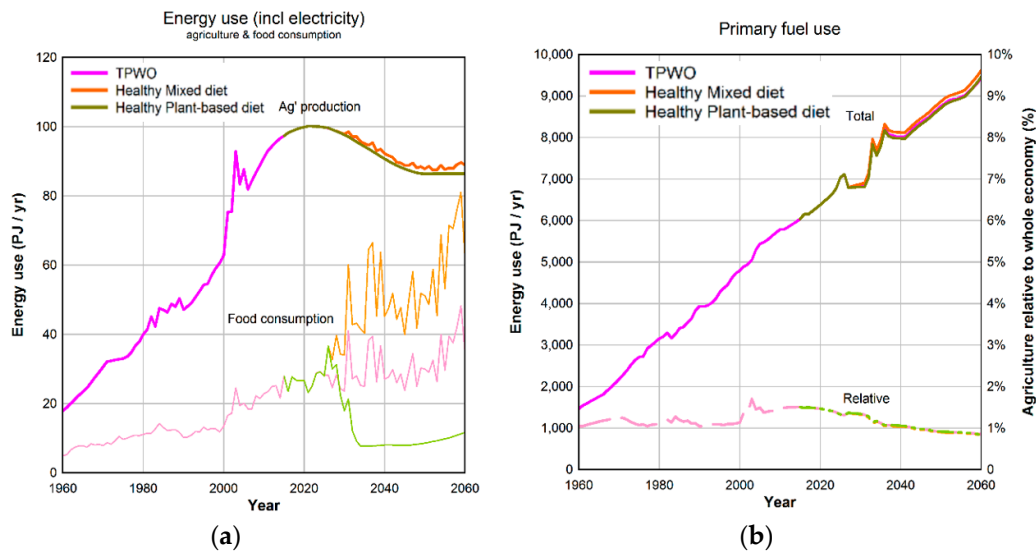 Energy use (incl electricity)
agriculture & food consumption
120
100
80
60
40
20
0
Energy use (PJ / yr)
TPWO
Healthy Mixed diet
Healthy Plant-based diet
Ag' production
Food consumption
1960 1980 2000 2020 2040 2060
Year
(a)
Primary fuel use
10,000
9,000
8,000
7,000
6,000
5,000
4,000
3,000
2,000
1,000
0
Energy use (PJ / yr)
TPWO
Healthy Mixed diet
Healthy Plant-based diet
Total
Relative
10%
9%
8%
7%
6%
5%
4%
3%
2%
1%
0%
Agriculture relative to whole economy (%)
1960 1980 2000 2020 2040 2060
Year
(b)